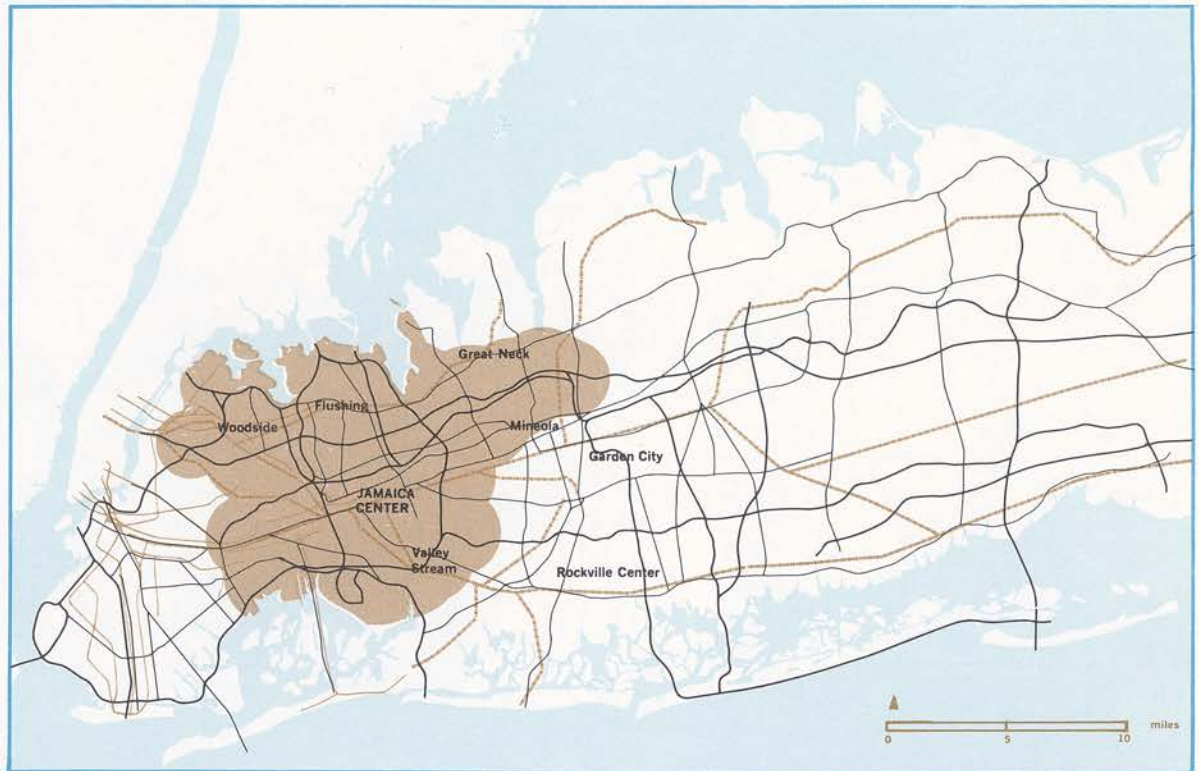 Great Neck
Flushing
Woodside
Mineola
Garden City
JAMAICA
CENTER
Valley
Stream
Rockville Center
miles
0 5 10